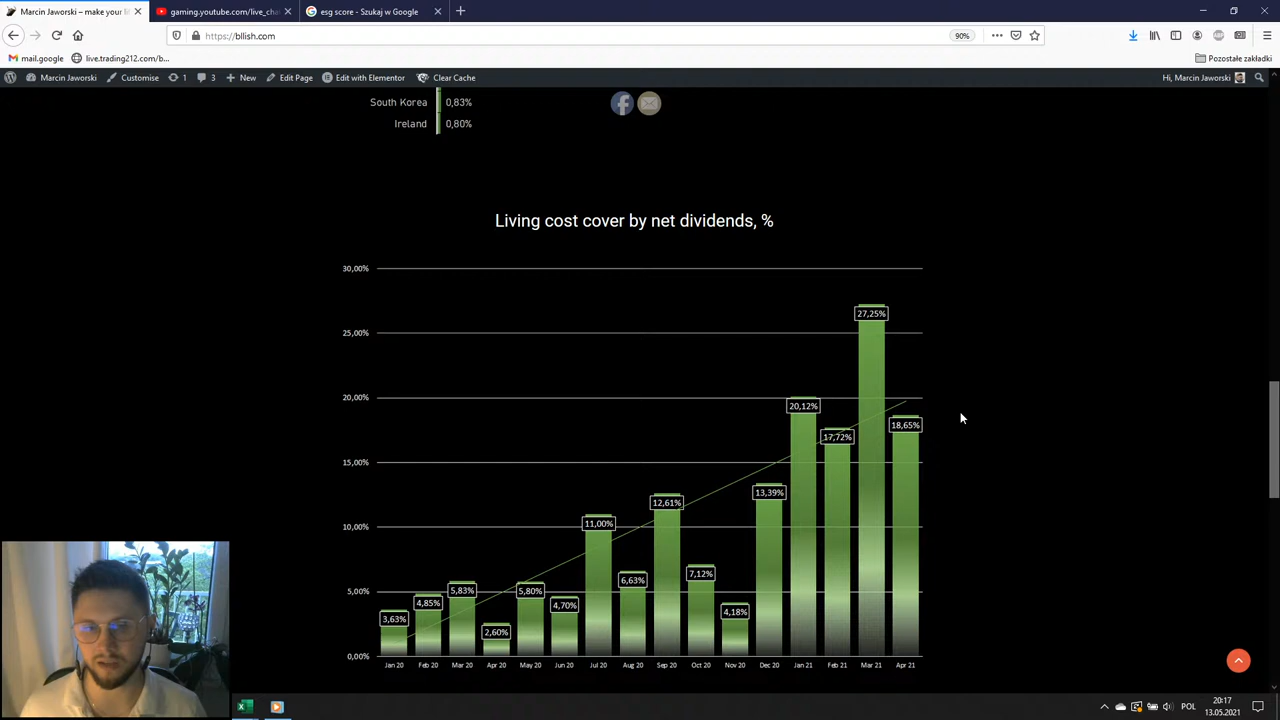 Marcin Jaworski – make your li
gaming.youtube.com/live_cha
esg score - Szukaj w Google
https://bllish.com
90%
mail.google
live.trading212.com/b...
Pozostałe zakładki
Marcin Jaworski
Customise
1
3
New
Edit Page
Edit with Elementor
Clear Cache
Hi, Marcin Jaworski
South Korea 0,83%
Ireland 0,80%
Living cost cover by net dividends, %
30,00%
25,00%
20,00%
15,00%
10,00%
5,00%
0,00%
3,63% 4,85% 5,83% 2,60% 5,80% 4,70% 11,00% 6,63% 12,61% 7,12% 4,18% 13,39% 20,12% 17,72% 27,25% 18,65%
Jan 20 Feb 20 Mar 20 Apr 20 May 20 Jun 20 Jul 20 Aug 20 Sep 20 Oct 20 Nov 20 Dec 20 Jan 21 Feb 21 Mar 21 Apr 21
POL
20:17
13.05.2021